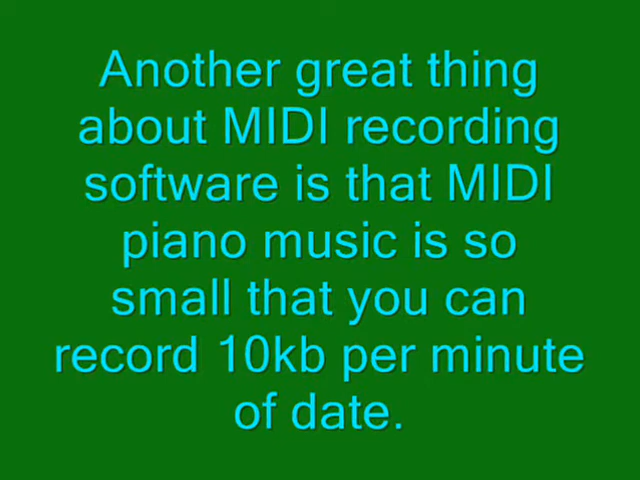 Another great thing
about MIDI recording
software is that MIDI
piano music is so
small that you can
record 10kb per minute
of date.